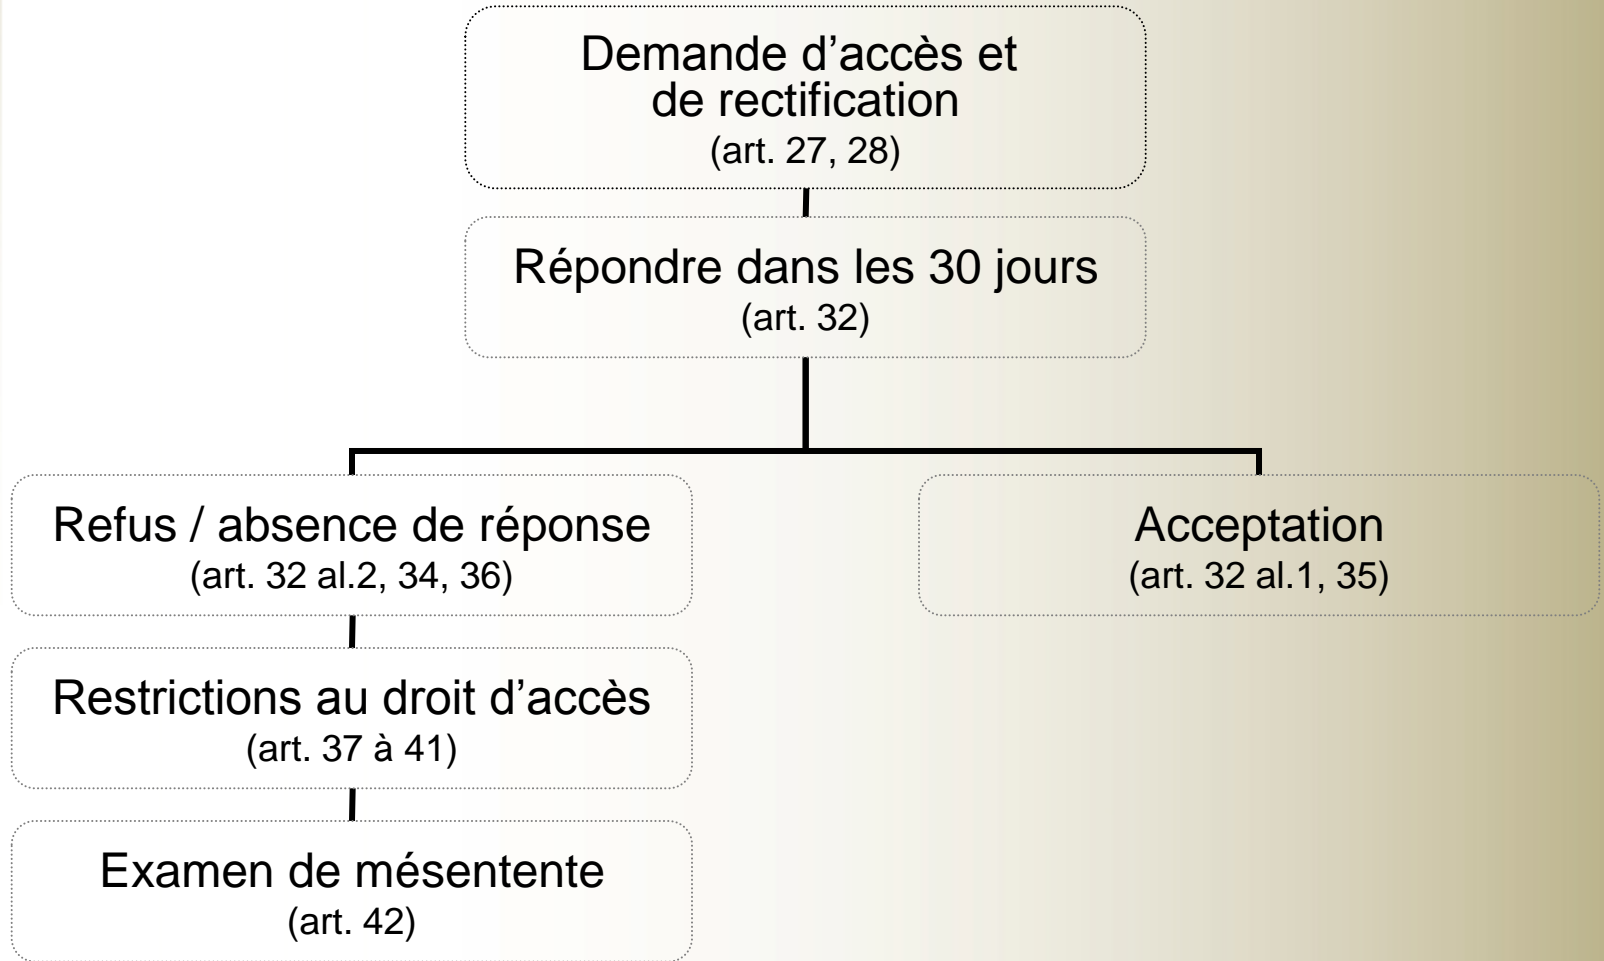 Demande d’accès et
de rectification
(art. 27, 28)
Répondre dans les 30 jours
(art. 32)
Refus / absence de réponse
(art. 32 al.2, 34, 36)
Acceptation
(art. 32 al.1, 35)
Restrictions au droit d’accès
(art. 37 à 41)
Examen de mésentente
(art. 42)